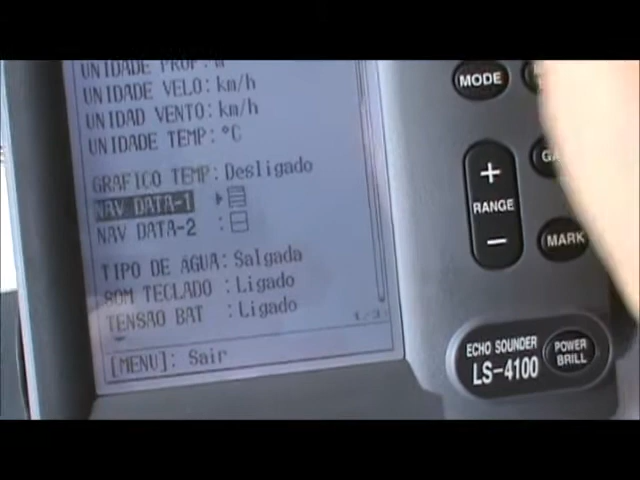 UNIDADE PROF: m
UNIDADE VELO: km/h
UNIDAD VENTO: km/h
UNIDADE TEMP: °C
GRAFICO TEMP: Desligado
NAV DATA-1
NAV DATA-2 :
TIPO DE AGUA: Salgada
SOM TECLADO : Ligado
TENSAO BAT : Ligado
1/3
[MENU]: Sair
MODE
+
RANGE
−
MARK
ECHO SOUNDER
LS-4100
POWER
BRILL